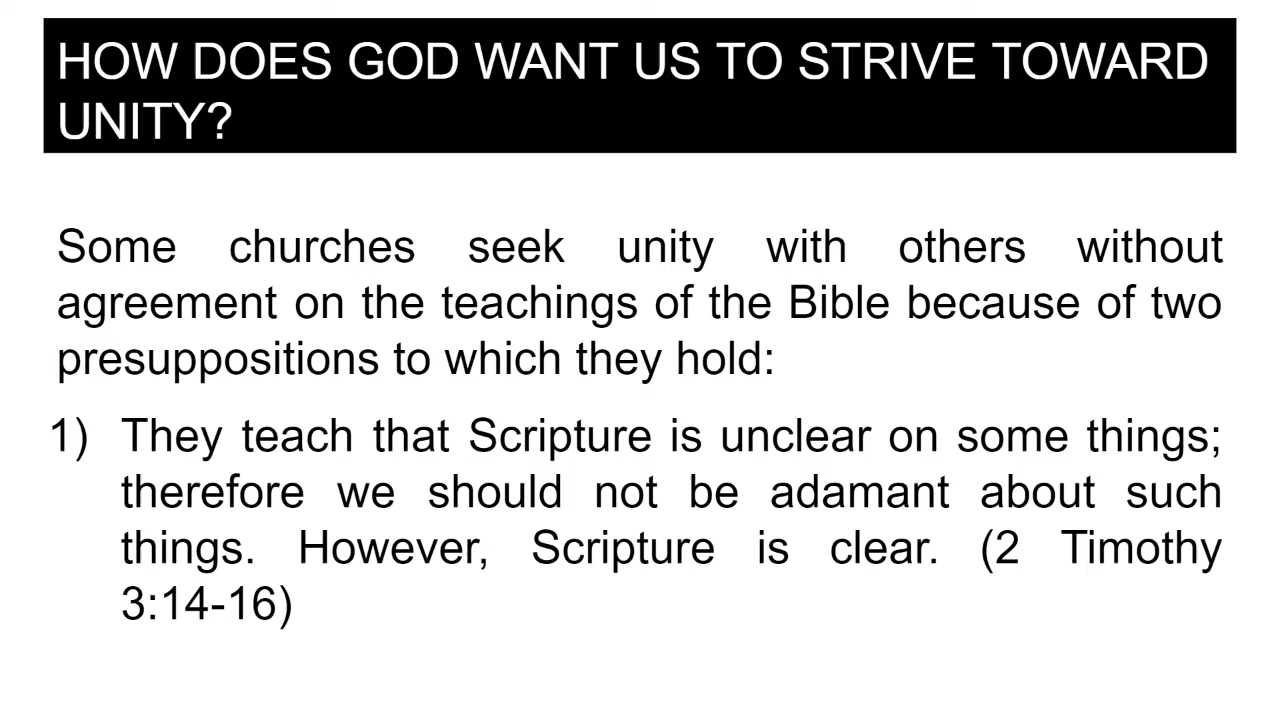 HOW DOES GOD WANT US TO STRIVE TOWARD
UNITY?
Some churches seek unity with others without
agreement on the teachings of the Bible because of two
presuppositions to which they hold:
1) They teach that Scripture is unclear on some things;
therefore we should not be adamant about such
things. However, Scripture is clear. (2 Timothy
3:14-16)